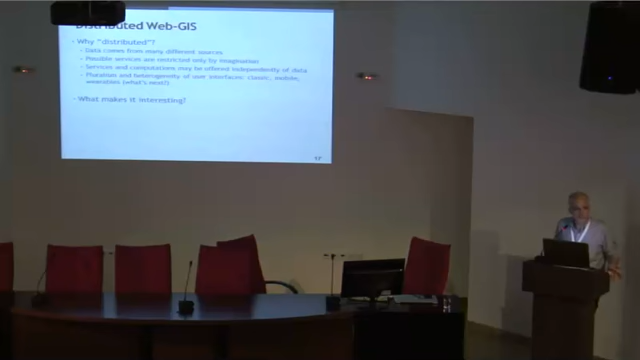 Distributed Web-GIS
- Why "distributed"?
- Data comes from many different sources
- Possible services are restricted only by imagination
- Services and computations may be offered independently of data
- Pluralities and heterogeneity of user interfaces: classic, mobile,
wearables (what's next?)
- What makes it interesting?